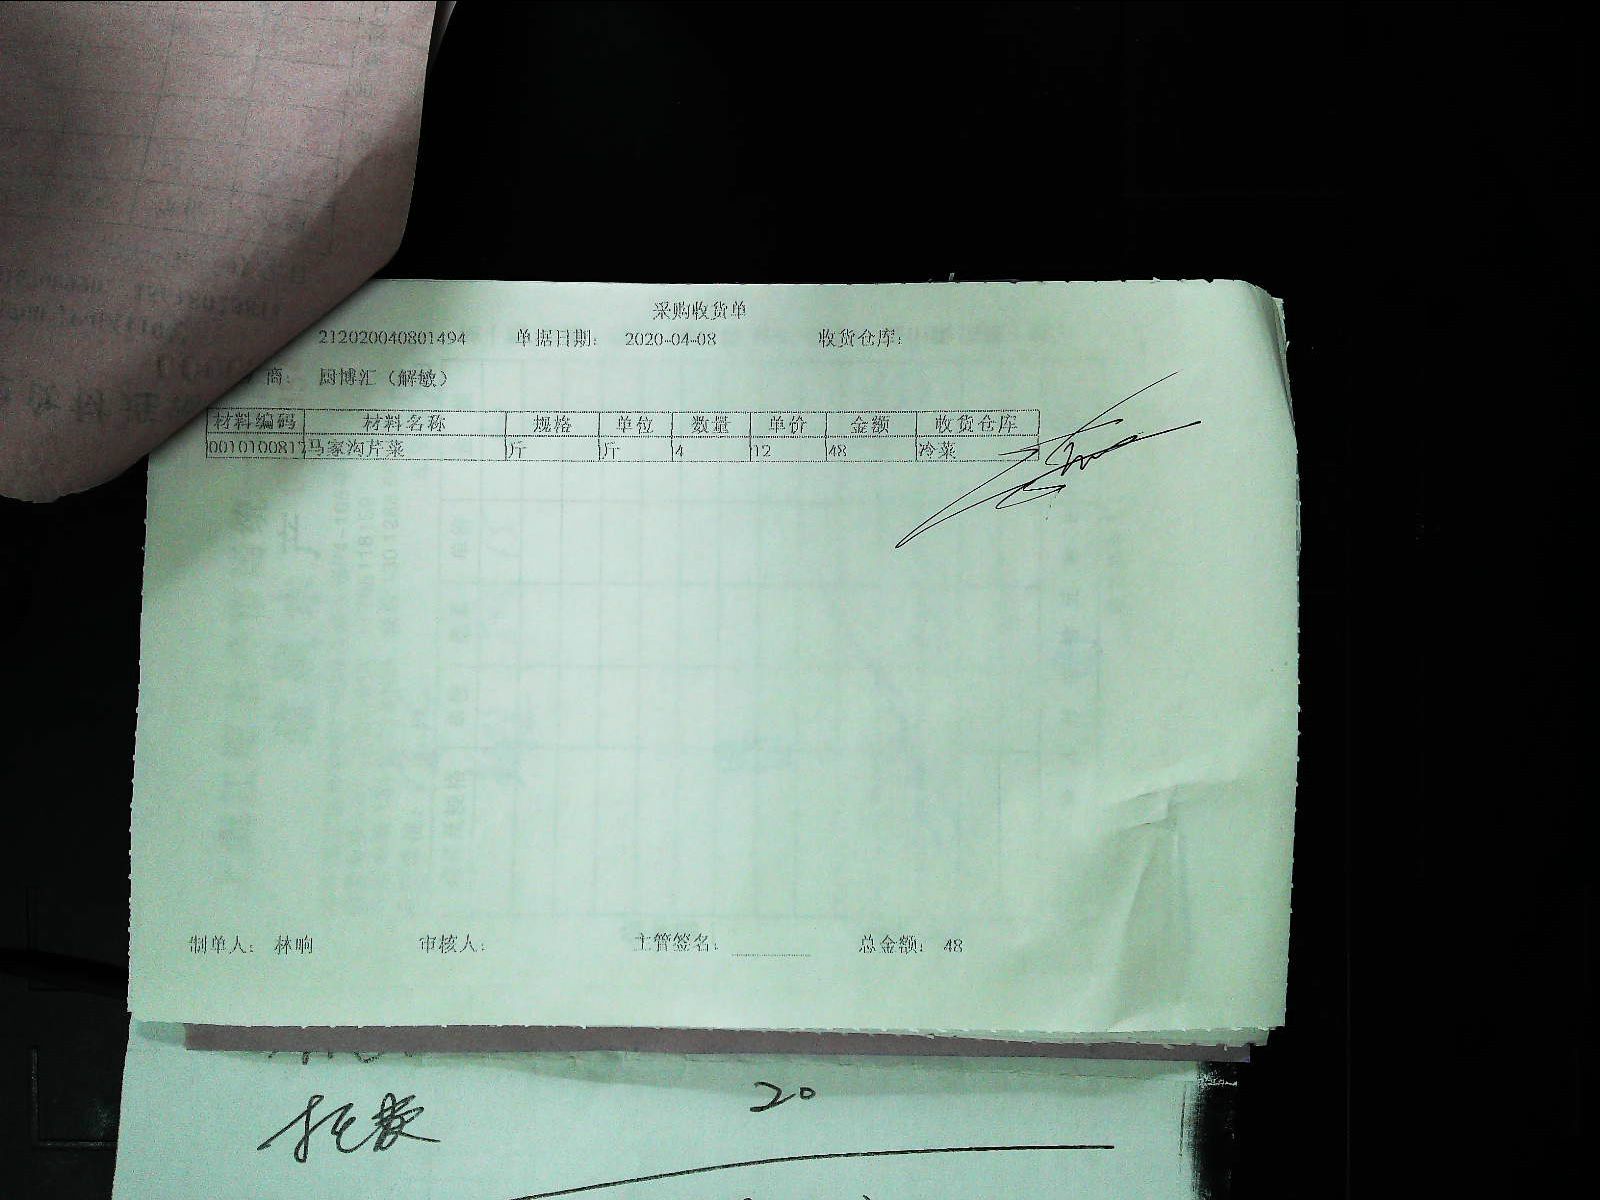 采购收货单
212020040801494 单据日期: 2020-04-08 收货仓库:
商: 厨博汇(解敏)
材料编码 材料名称 规格 单位 数量 单价 金额 收货仓库
0010100817 马家沟芹菜 斤 斤 4 12 48 冷菜
制单人: 林响 审核人: 主管签名: 总金额: 48
20